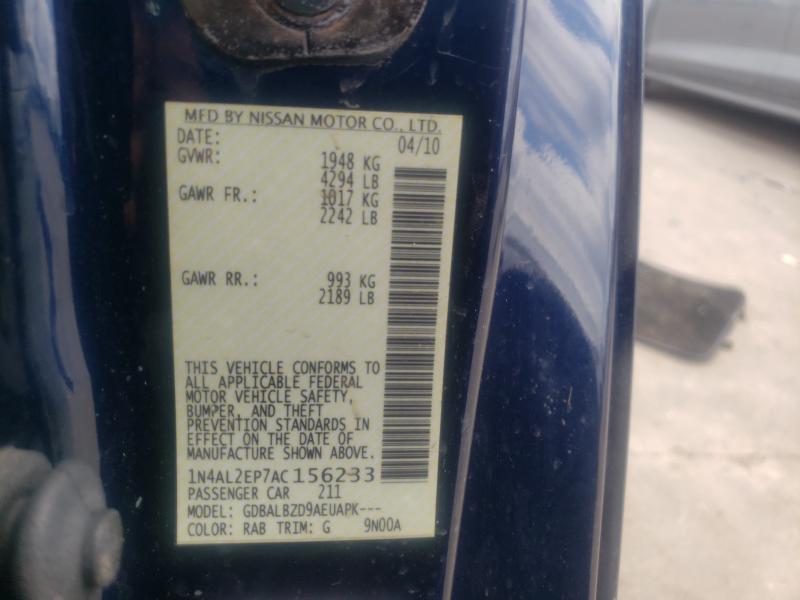 MFD BY NISSAN MOTOR CO., LTD.
DATE: 04/10
GVWR: 1948 KG
4294 LB
GAWR FR.: 1017 KG
2242 LB
GAWR RR.: 993 KG
2189 LB
THIS VEHICLE CONFORMS TO
ALL APPLICABLE FEDERAL
MOTOR VEHICLE SAFETY,
BUMPER, AND THEFT
PREVENTION STANDARDS IN
EFFECT ON THE DATE OF
MANUFACTURE SHOWN ABOVE.
1N4AL2EP7AC156233
PASSENGER CAR 211
MODEL: GDBALBZD9AEUAPK---
COLOR: RAB TRIM: G 9N00A